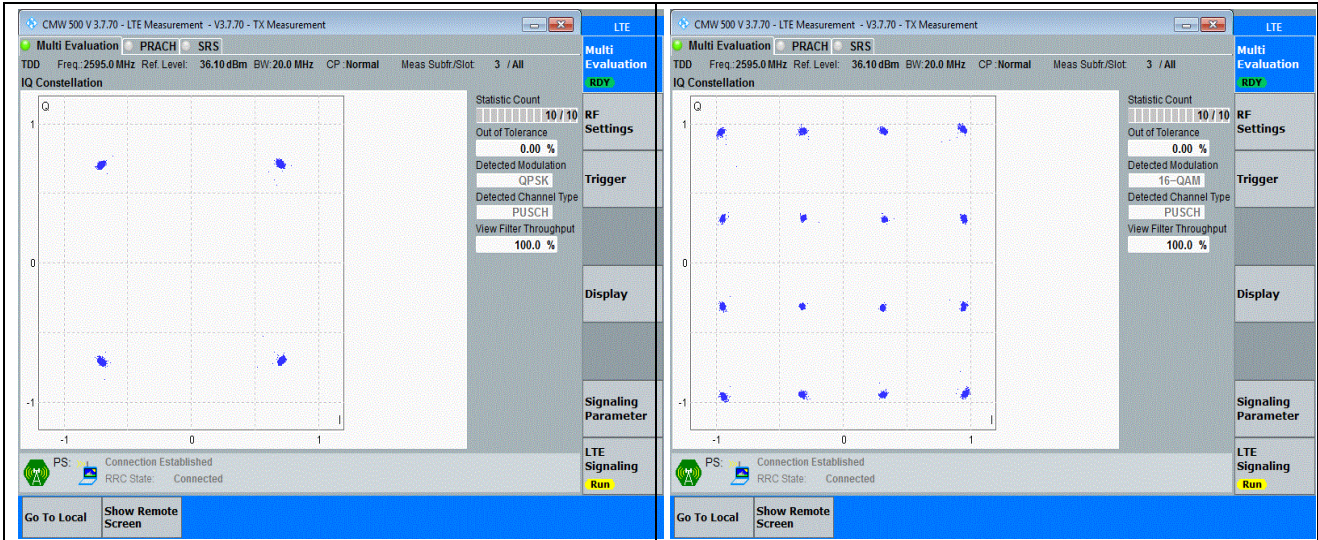 CMW 500 V 3.7.70 - LTE Measurement - V3.7.70 - TX Measurement
LTE
Multi Evaluation PRACH SRS
Multi
Evaluation
RDY
TDD Freq.:2595.0 MHz Ref. Level: 36.10 dBm BW:20.0 MHz CP :Normal Meas Subfr./Slot: 3 / All
IQ Constellation
Q
1
0
-1
-1
0
1
I
Statistic Count
10 / 10
Out of Tolerance
0.00 %
Detected Modulation
QPSK
Detected Channel Type
PUSCH
View Filter Throughput
100.0 %
RF
Settings
Trigger
Display
Signaling
Parameter
LTE
Signaling
Run
PS: Connection Established
RRC State: Connected
Go To Local
Show Remote
Screen
CMW 500 V 3.7.70 - LTE Measurement - V3.7.70 - TX Measurement
LTE
Multi Evaluation PRACH SRS
Multi
Evaluation
RDY
TDD Freq.:2595.0 MHz Ref. Level: 36.10 dBm BW:20.0 MHz CP :Normal Meas Subfr./Slot: 3 / All
IQ Constellation
Q
1
0
-1
-1
0
1
I
Statistic Count
10 / 10
Out of Tolerance
0.00 %
Detected Modulation
16-QAM
Detected Channel Type
PUSCH
View Filter Throughput
100.0 %
RF
Settings
Trigger
Display
Signaling
Parameter
LTE
Signaling
Run
PS: Connection Established
RRC State: Connected
Go To Local
Show Remote
Screen